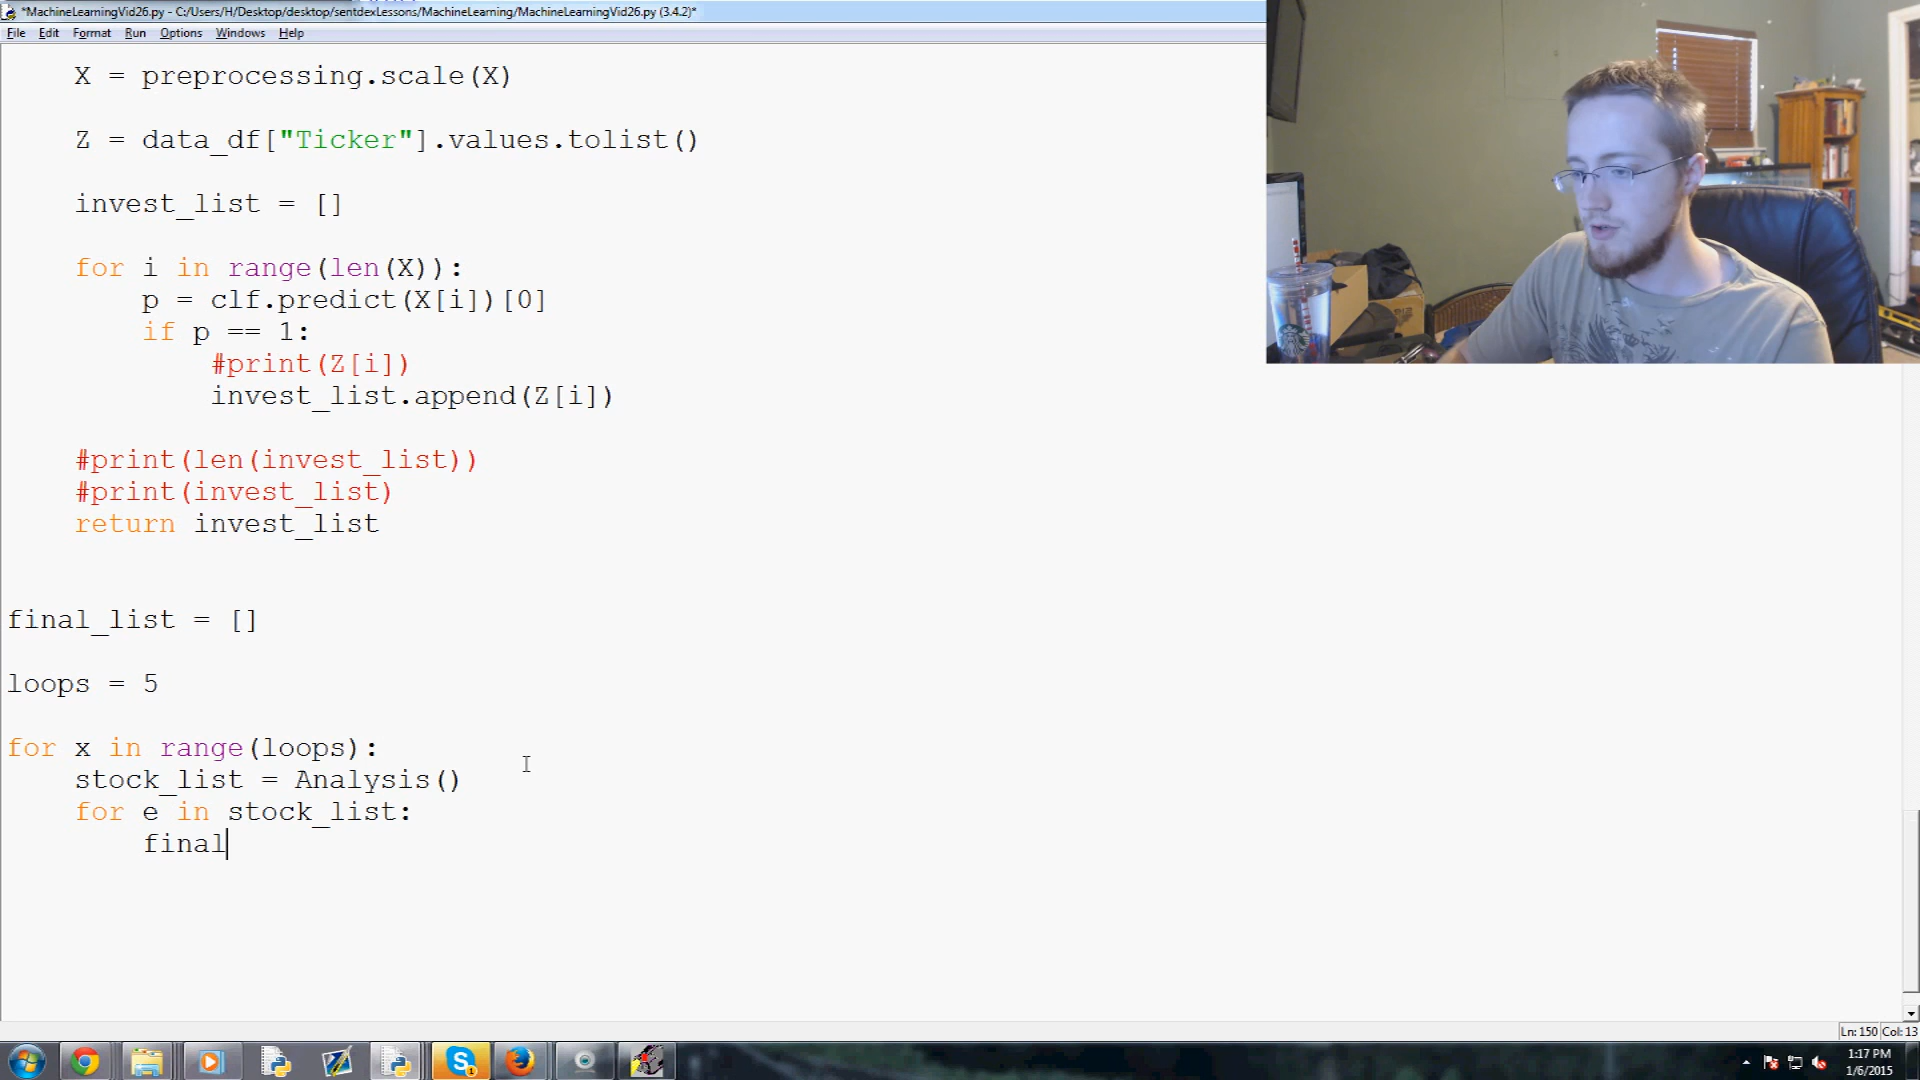 *MachineLearningVid26.py - C:/Users/H/Desktop/desktop/sentdexLessons/MachineLearning/MachineLearningVid26.py (3.4.2)*
File Edit Format Run Options Windows Help
X = preprocessing.scale(X)
Z = data_df["Ticker"].values.tolist()
invest_list = []
for i in range(len(X)):
p = clf.predict(X[i])[0]
if p == 1:
#print(Z[i])
invest_list.append(Z[i])
#print(len(invest_list))
#print(invest_list)
return invest_list
final_list = []
loops = 5
for x in range(loops):
stock_list = Analysis()
for e in stock_list:
final
Ln: 150 Col: 13
1:17 PM
1/6/2015